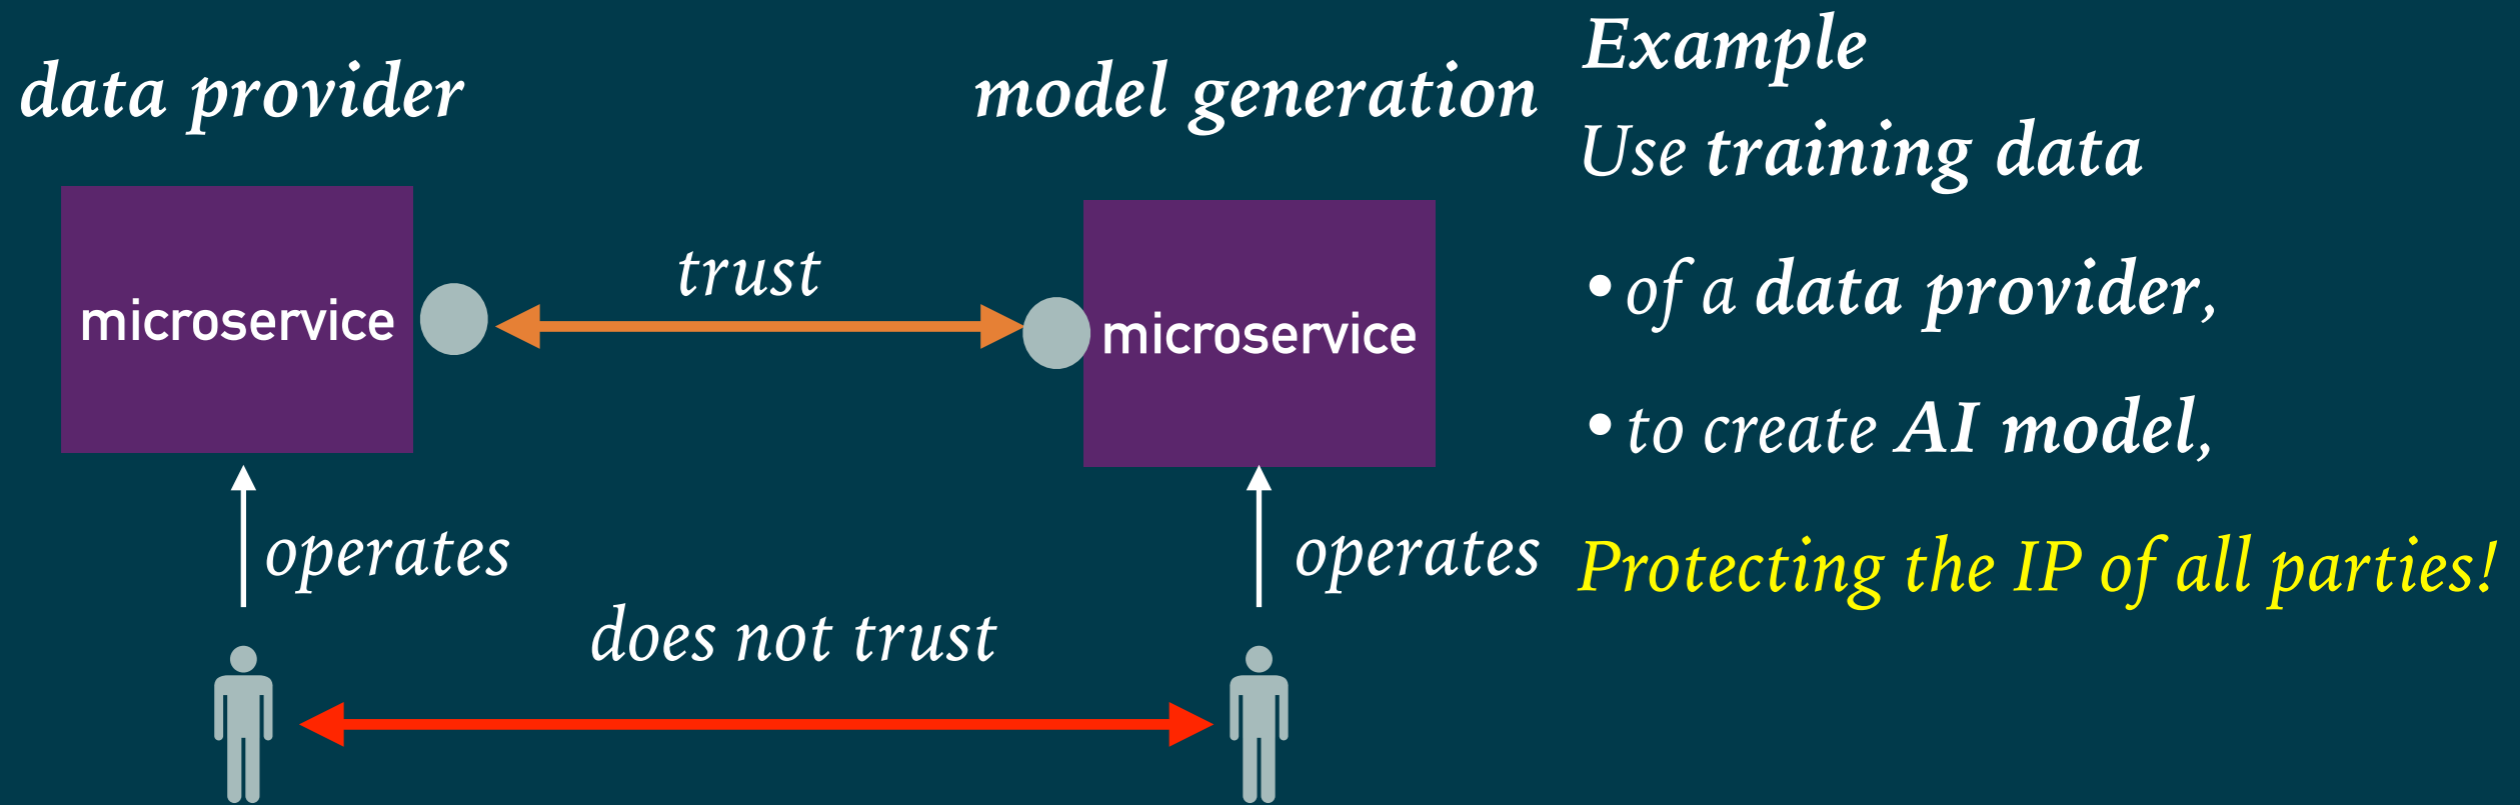 data provider
model generation
microservice
trust
microservice
operates
operates
does not trust
Example
Use training data
• of a data provider,
• to create AI model,
Protecting the IP of all parties!